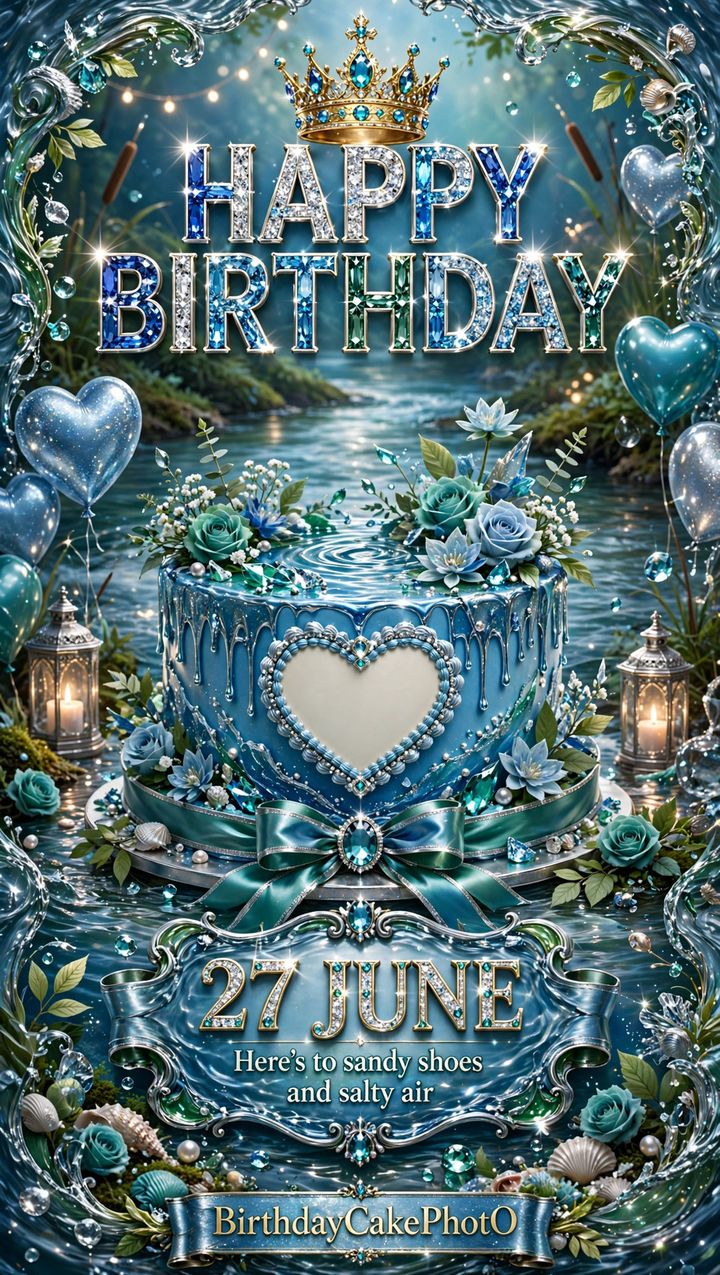 HAPPY
BIRTHDAY
27 JUNE
Here's to sandy shoes
and salty air
BirthdayCakePhotO